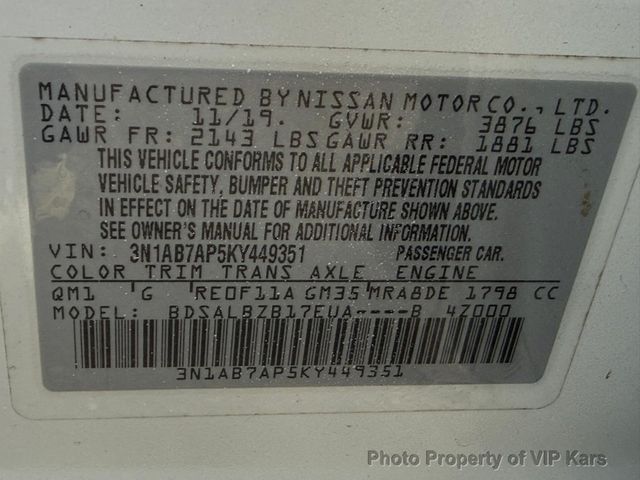 MANUFACTURED BY NISSAN MOTOR CO., LTD.
DATE: 11/19. GVWR: 3876 LBS
GAWR FR: 2143 LBS GAWR RR: 1881 LBS
THIS VEHICLE CONFORMS TO ALL APPLICABLE FEDERAL MOTOR
VEHICLE SAFETY, BUMPER AND THEFT PREVENTION STANDARDS
IN EFFECT ON THE DATE OF MANUFACTURE SHOWN ABOVE.
SEE OWNER'S MANUAL FOR ADDITIONAL INFORMATION.
VIN: 3N1AB7AP5KY449351 PASSENGER CAR.
COLOR TRIM TRANS AXLE ENGINE
QM1 G RE0F11A GM35 MRA8DE 1798 CC
MODEL: BDSALBZB17EUA----B 4Z000
3N1AB7AP5KY449351
Photo Property of VIP Kars